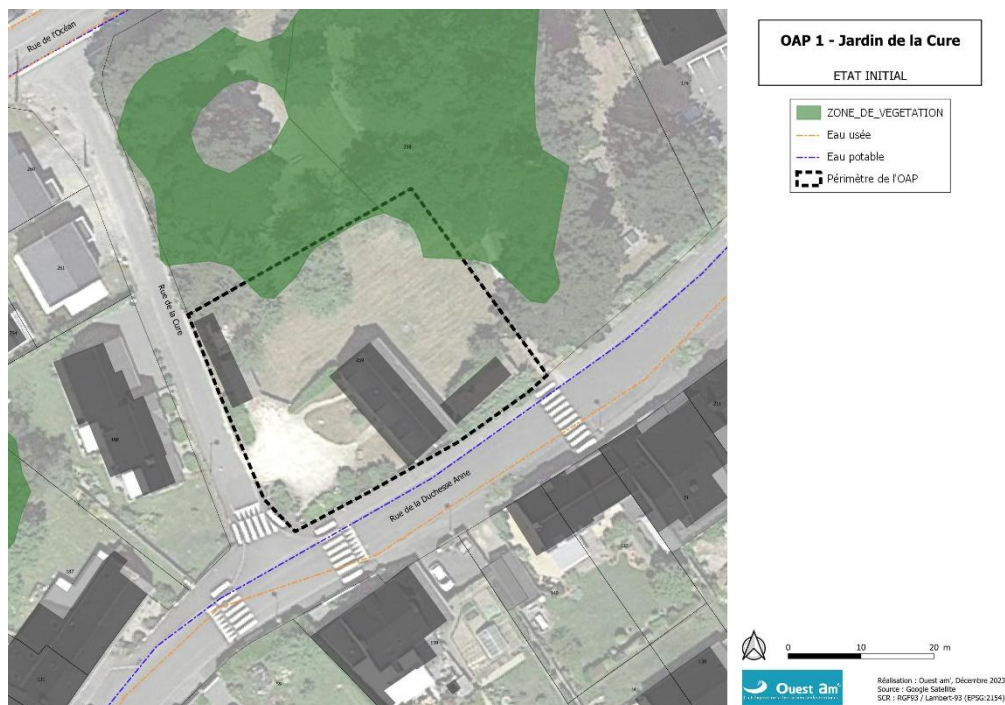 Rue de l'Océan
Rue de la Cure
Rue de la Duchesse Anne
OAP 1 - Jardin de la Cure
ETAT INITIAL
ZONE_DE_VEGETATION
Eau usée
Eau potable
Périmètre de l'OAP
0 10 20 m
Ouest am'
Réalisation : Ouest am', Décembre 2023
Source : Google Satellite
SCR : RGF93 / Lambert-93 (EPSG:2154)